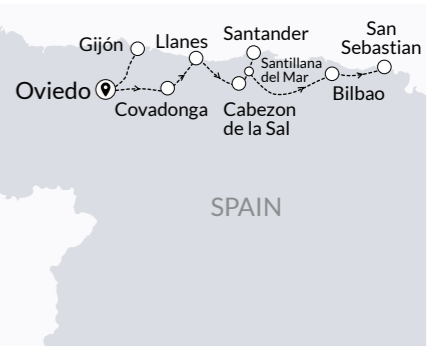 San
Sebastian
Santander
Gijón
Llanes
Santillana
del Mar
Oviedo
Covadonga
Cabezon
de la Sal
Bilbao
SPAIN